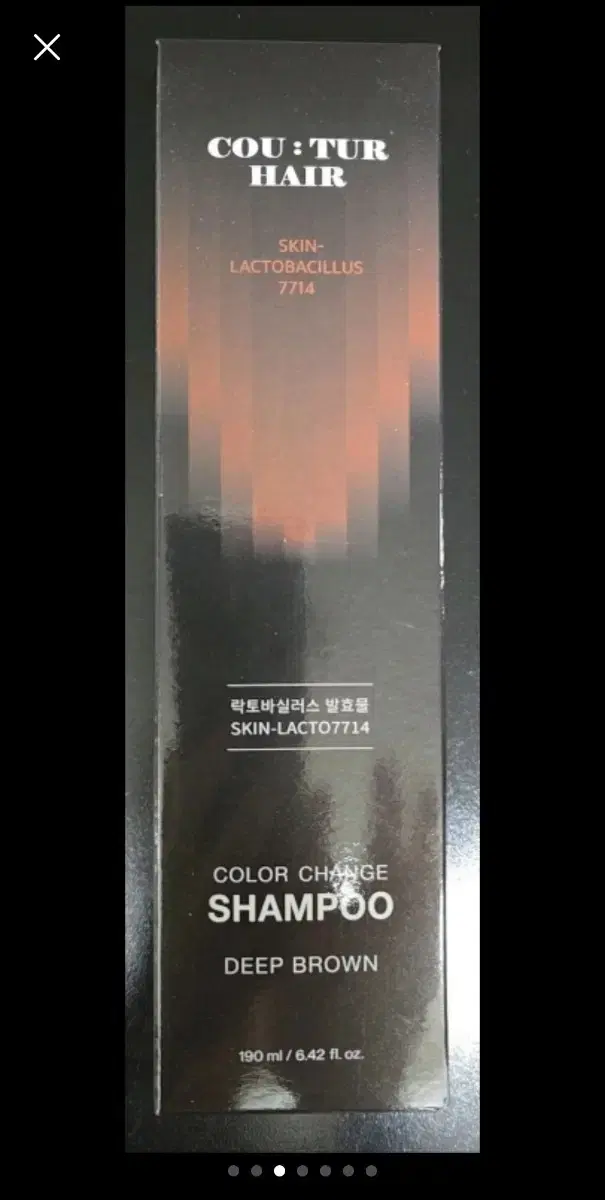 COU : TUR
HAIR
SKIN-
LACTOBACILLUS
7714
락토바실러스 발효물
SKIN-LACTO7714
COLOR CHANGE
SHAMPOO
DEEP BROWN
190 ml / 6.42 fl. oz.